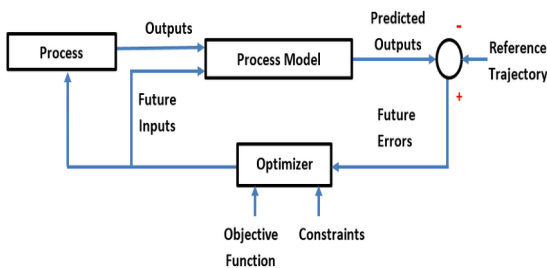 Process
Outputs
Process Model
Predicted
Outputs
-
Reference
Trajectory
+
Future
Inputs
Future
Errors
Optimizer
Objective
Function
Constraints